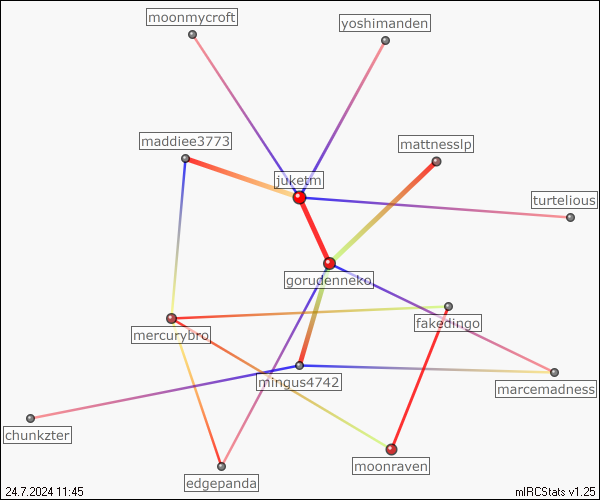 moonmycroft
yoshimanden
maddiee3773
mattnesslp
juketm
turtelious
gorudenneko
fakedingo
mercurybro
mingus4742
marcemadness
chunkzter
moonraven
edgepanda
24.7.2024 11:45
mIRCStats v1.25